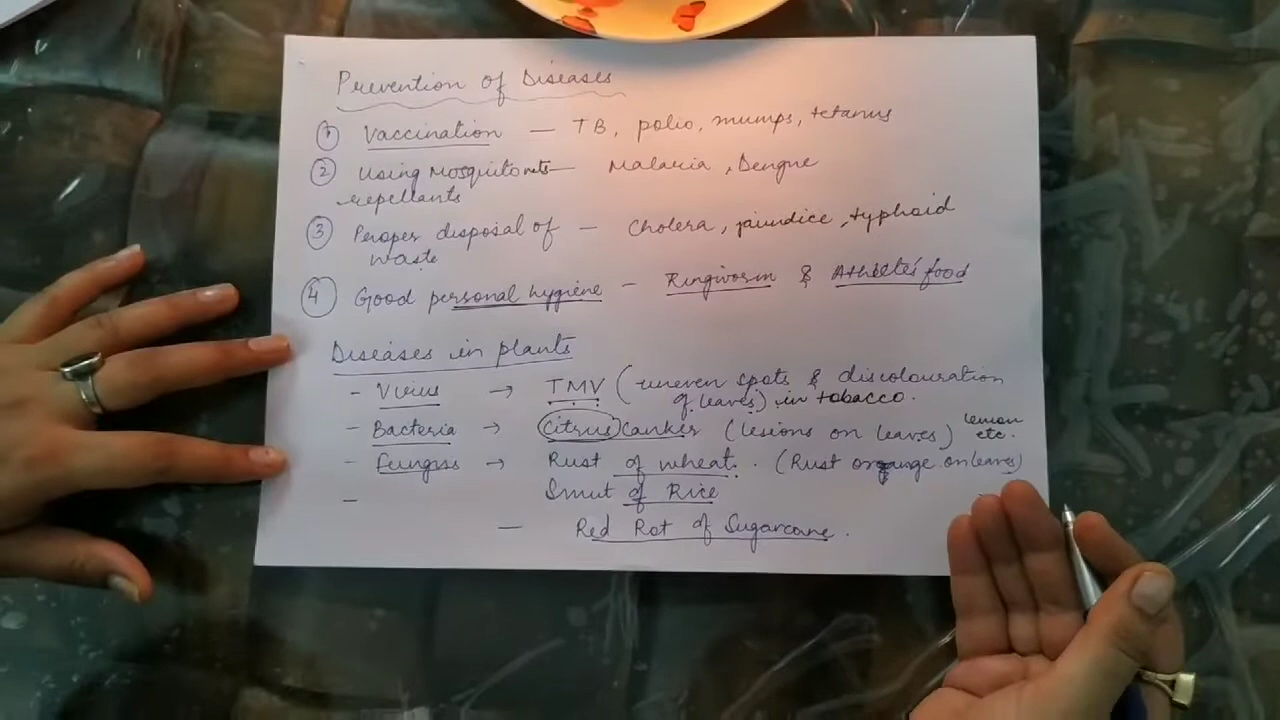 Prevention of Diseases
① Vaccination — TB, polio, mumps, tetanus
② Using Mosquito nets — Malaria, Dengue
repellants
③ Peroper disposal of — Cholera, jaundice, typhoid
waste
④ Good personal hygiene — Ringworm & Athlete's food
Diseases in plants
- Virus → TMV (uneven spots & discolouration
of leaves) in tobacco.
- Bacteria → Citrus Canker (lesions on leaves) lemon
etc.
- Fungus → Rust of wheat. (Rust orange on leaves)
— Smut of Rice
— Red Rot of Sugarcane.